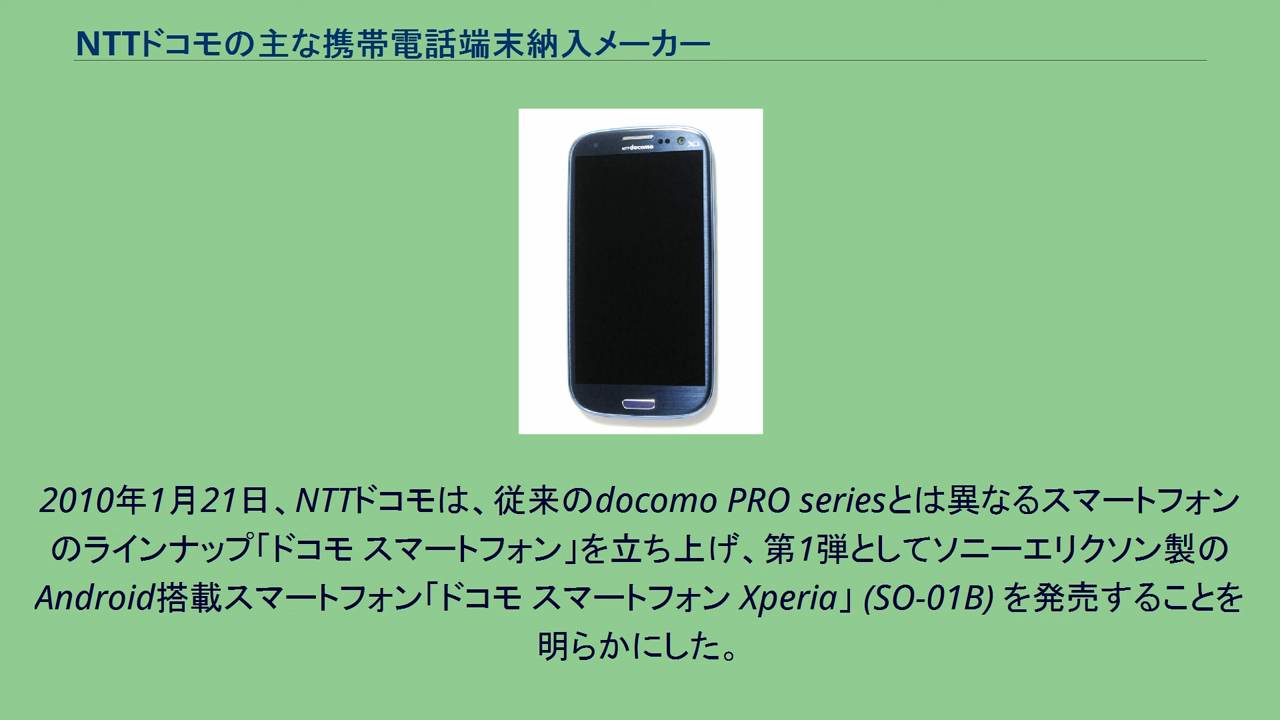 NTTドコモの主な携帯電話端末納入メーカー
NTTdocomo
Xi
2010年1月21日、NTTドコモは、従来のdocomo PRO seriesとは異なるスマートフォン
のラインナップ「ドコモ スマートフォン」を立ち上げ、第1弾としてソニーエリクソン製の
Android搭載スマートフォン「ドコモ スマートフォン Xperia」 (SO-01B) を発売することを
明らかにした。